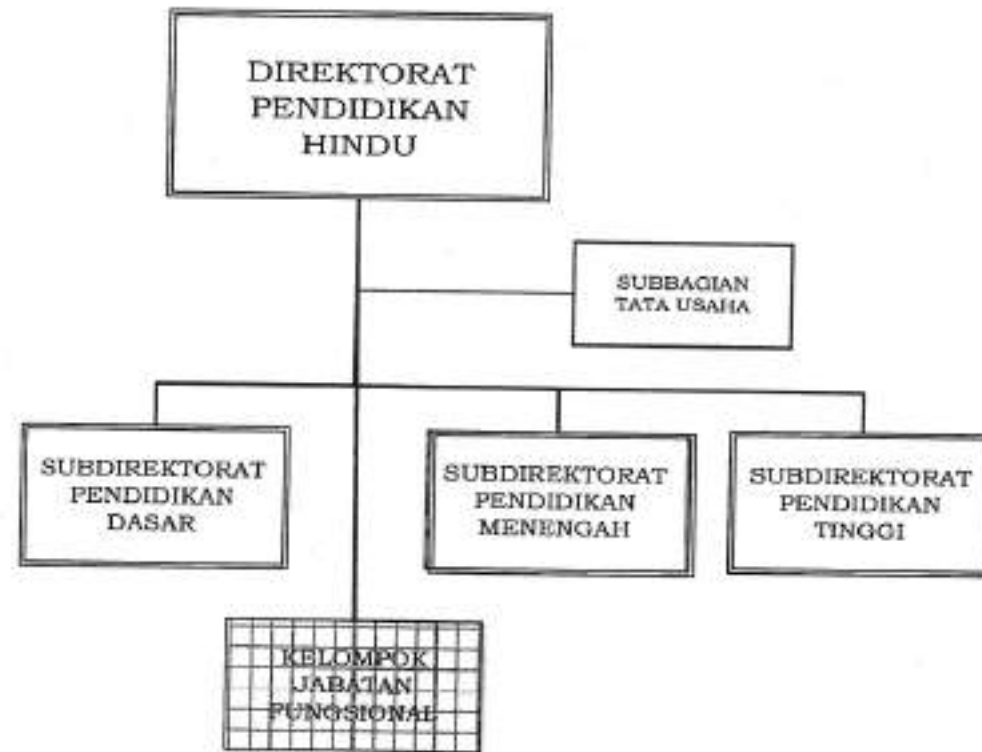 DIREKTORAT
PENDIDIKAN
HINDU
SUBBAGIAN
TATA USAHA
SUBDIREKTORAT
PENDIDIKAN
DASAR
SUBDIREKTORAT
PENDIDIKAN
MENENGAH
SUBDIREKTORAT
PENDIDIKAN
TINGGI
KELOMPOK
JABATAN
FUNGSIONAL